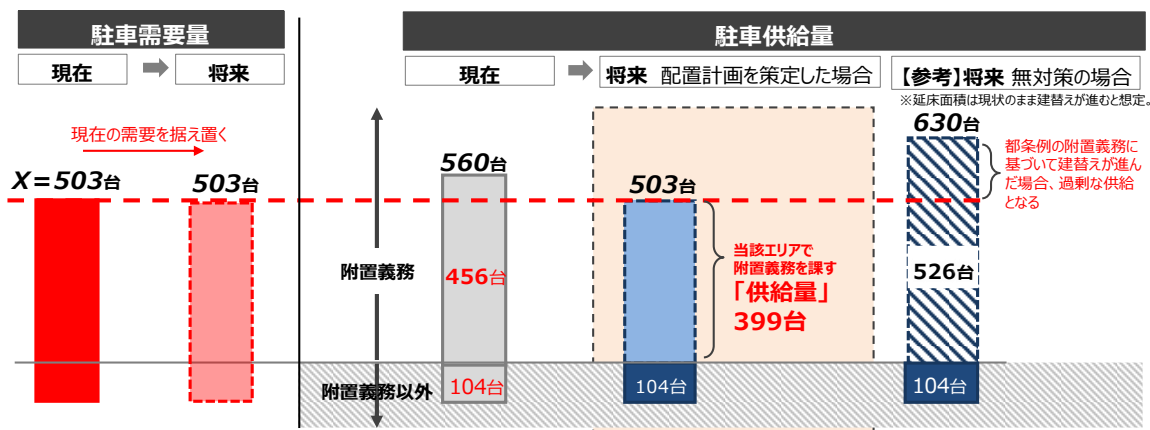 駐車需要量
現在
将来
現在の需要を据え置く
X=503台
503台
駐車供給量
現在
将来 配置計画を策定した場合
【参考】将来 無対策の場合
※延床面積は現状のまま建替えが進むと想定。
附置義務
附置義務以外
560台
456台
104台
503台
当該エリアで
附置義務を課す
「供給量」
399台
104台
630台
都条例の附置義務に
基づいて建替えが進ん
だ場合、過剰な供給
となる
526台
104台